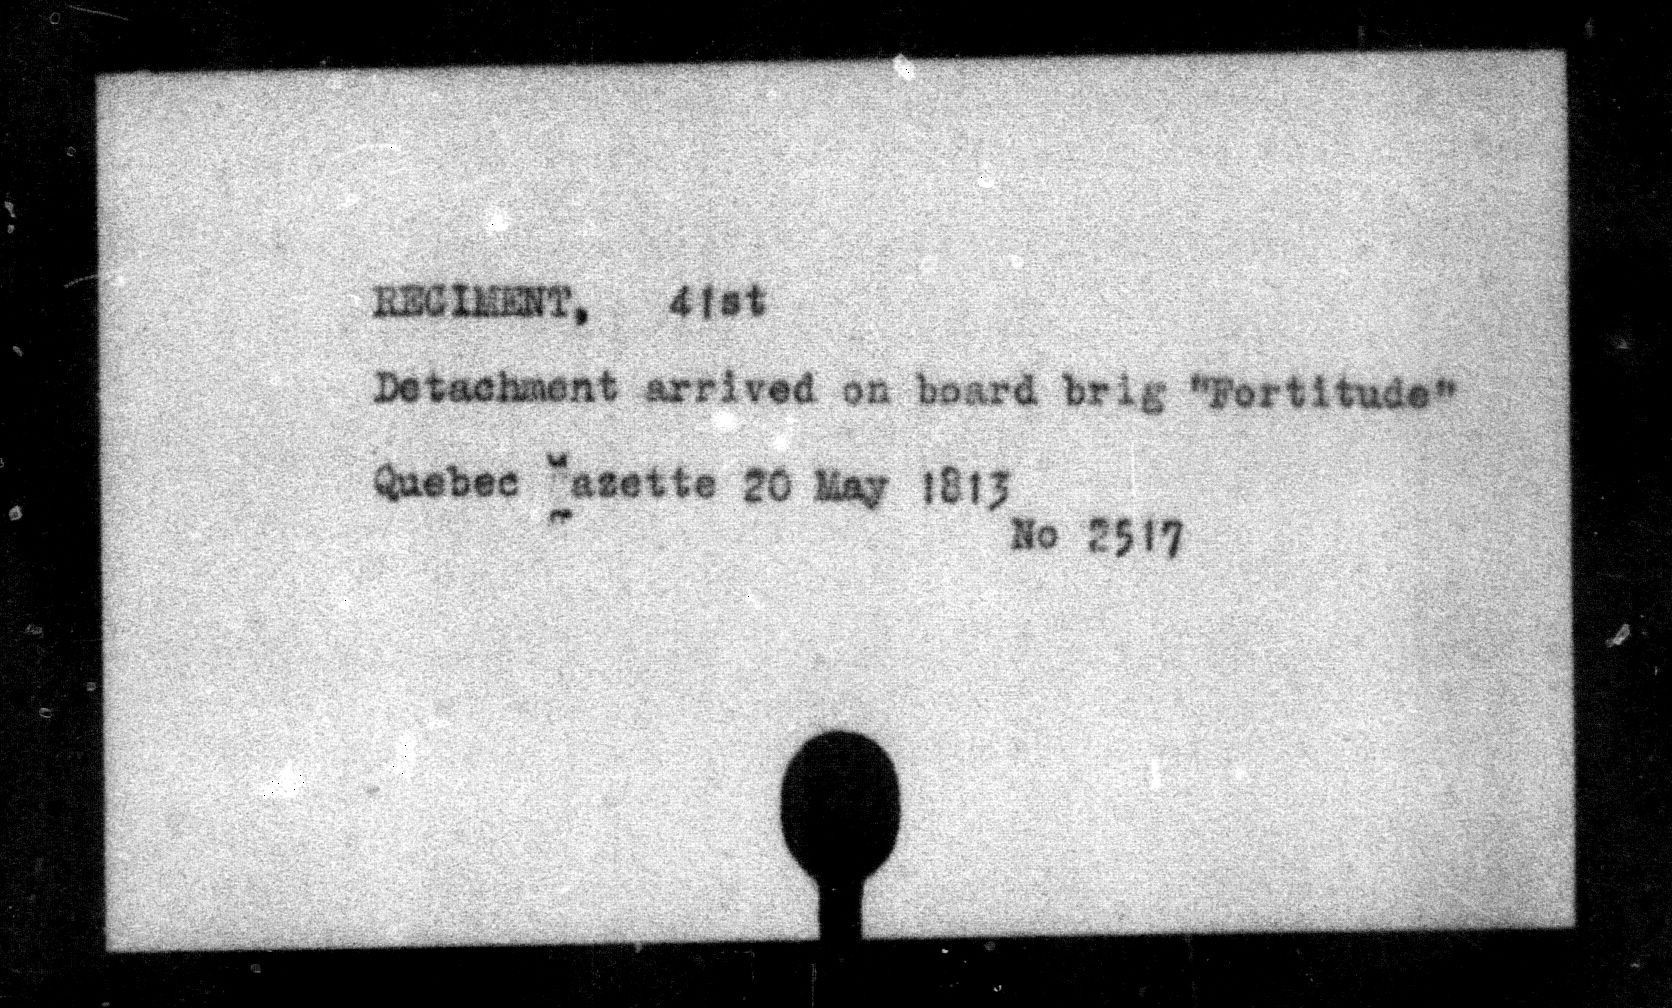 REGIMENT, 41st
Detachment arrived on board brig "Fortitude"
Quebec Gazette 20 May 1813
No 2517